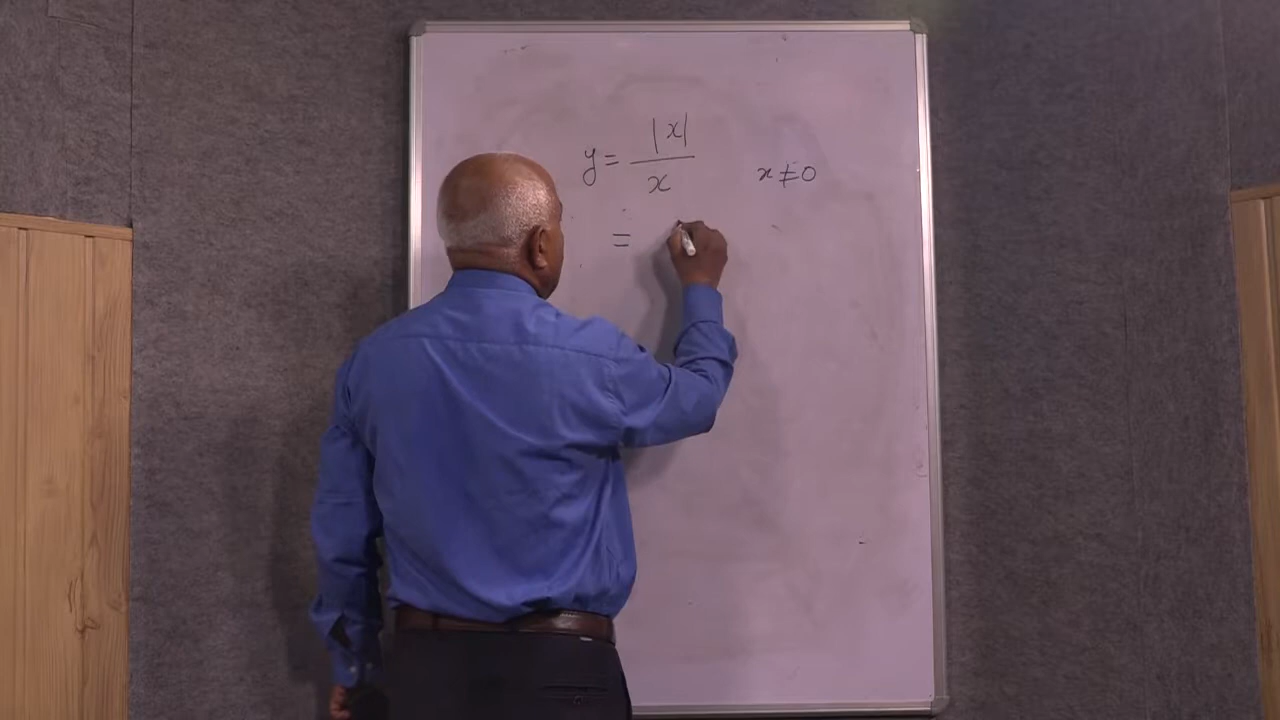 y = |x| / x x ≠ 0
=